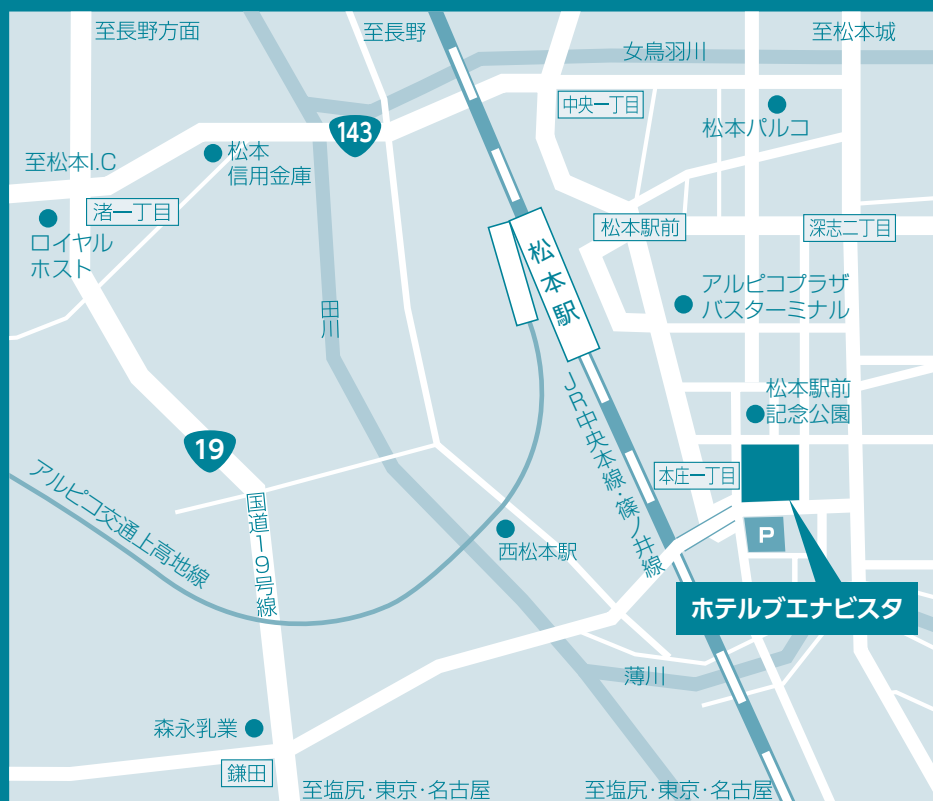 至長野方面
至長野
至松本城
女鳥羽川
中央一丁目
松本パルコ
143
松本
信用金庫
至松本I.C
渚一丁目
ロイヤル
ホスト
松本駅前
深志二丁目
松本駅
アルピコプラザ
バスターミナル
田川
松本駅前
記念公園
JR中央本線・篠ノ井線
19
本庄一丁目
アルピコ交通上高地線
国道19号線
西松本駅
P
ホテルブエナビスタ
薄川
森永乳業
鎌田
至塩尻・東京・名古屋
至塩尻・東京・名古屋